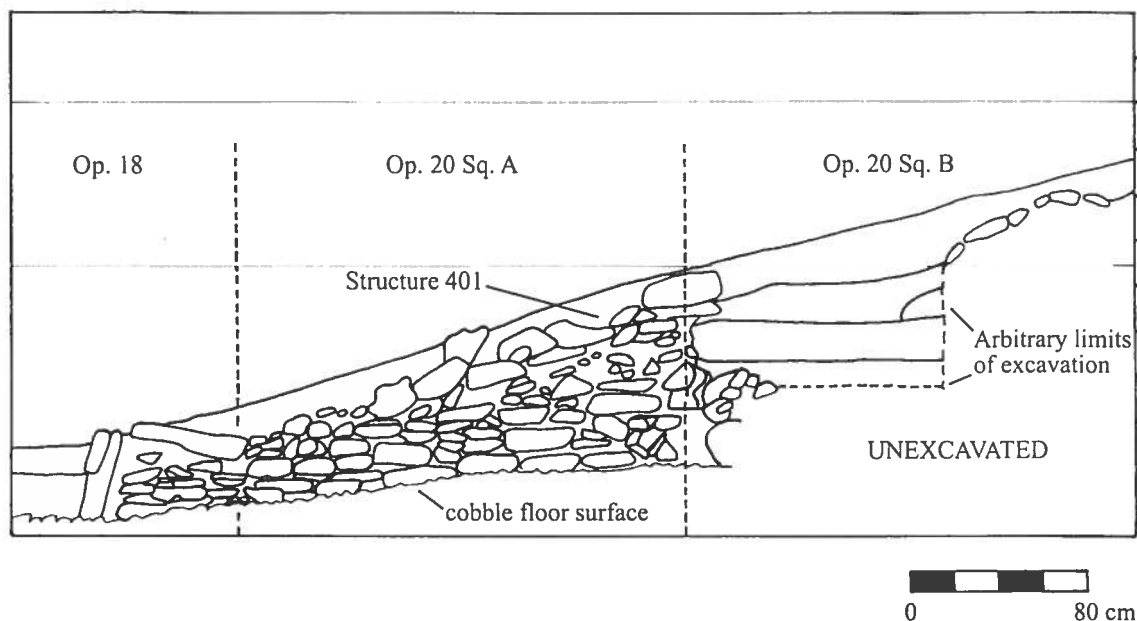 Op. 18
Op. 20 Sq. A
Op. 20 Sq. B
Structure 401
Arbitrary limits
of excavation
UNEXCAVATED
cobble floor surface
0
80 cm